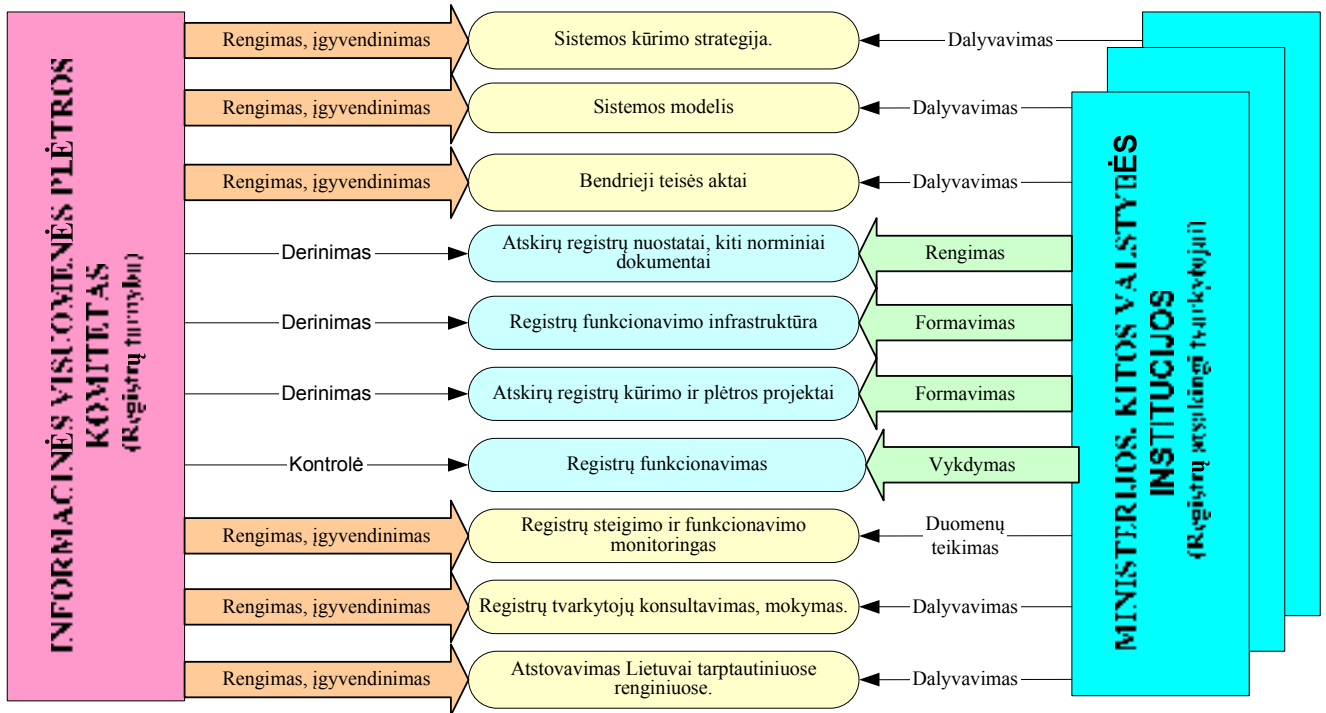 INFORMACINĖS VISUOMENĖS PLĖTROS
KOMITETAS
(Registrų tarnyba)
Rengimas, įgyvendinimas
Sistemos kūrimo strategija.
Dalyvavimas
Rengimas, įgyvendinimas
Sistemos modelis
Dalyvavimas
Rengimas, įgyvendinimas
Bendrieji teisės aktai
Dalyvavimas
Derinimas
Atskirų registrų nuostatai, kiti norminiai
dokumentai
Rengimas
Derinimas
Registrų funkcionavimo infrastruktūra
Formavimas
Derinimas
Atskirų registrų kūrimo ir plėtros projektai
Formavimas
Kontrolė
Registrų funkcionavimas
Vykdymas
Rengimas, įgyvendinimas
Registrų steigimo ir funkcionavimo
monitoringas
Duomenų
teikimas
Rengimas, įgyvendinimas
Registrų tvarkytojų konsultavimas, mokymas.
Dalyvavimas
Rengimas, įgyvendinimas
Atstovavimas Lietuvai tarptautiniuose
renginiuose.
Dalyvavimas
MINISTERIJOS, KITOS VALSTYBĖS
INSTITUCIJOS
(Registrų tvarkytojai)